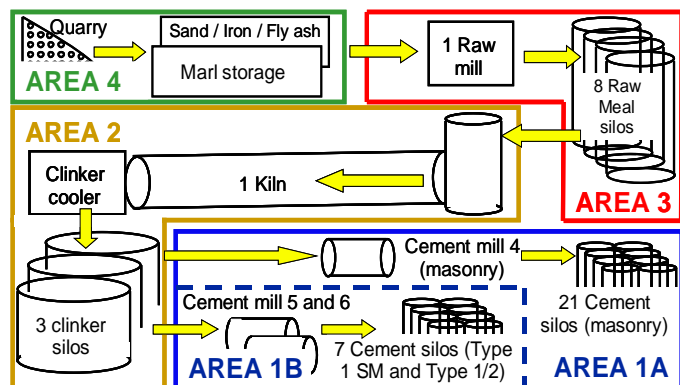 Quarry
Sand / Iron / Fly ash
Marl storage
AREA 4
1 Raw
mill
8 Raw
Meal
silos
AREA 3
AREA 2
Clinker
cooler
1 Kiln
3 clinker
silos
Cement mill 4
(masonry)
21 Cement
silos (masonry)
AREA 1A
Cement mill 5 and 6
7 Cement silos (Type
1 SM and Type 1/2)
AREA 1B